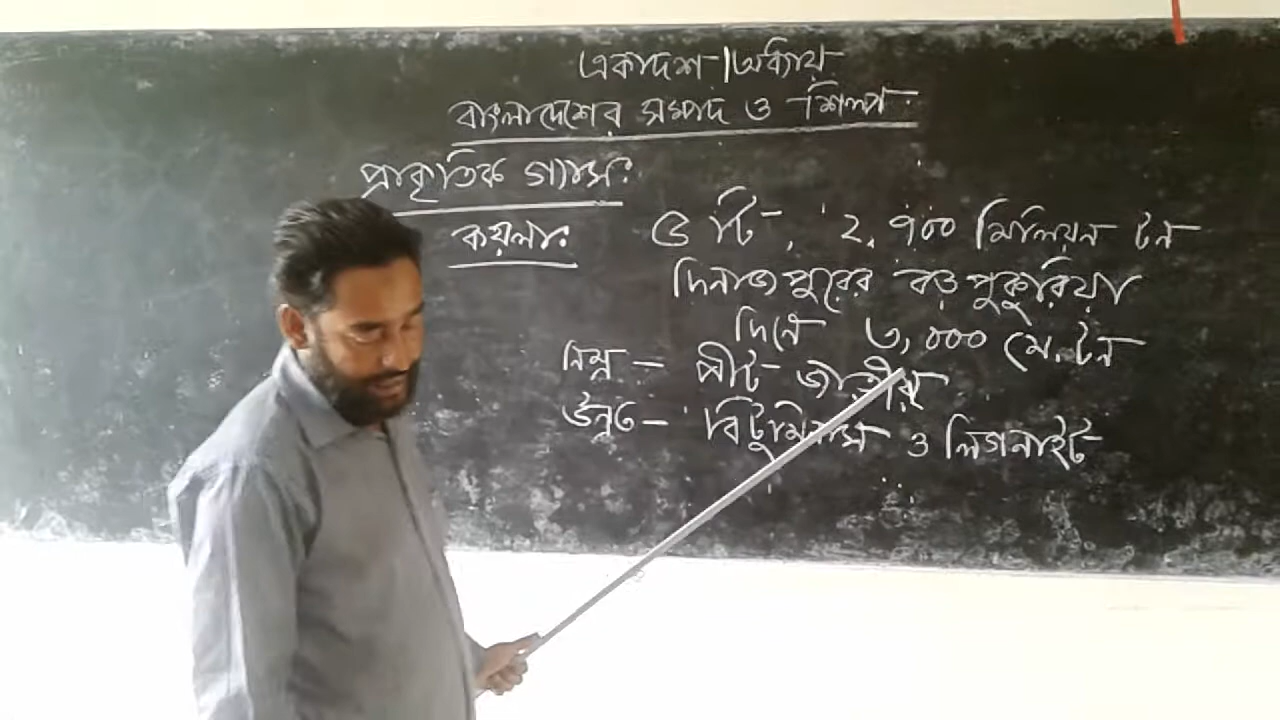 একাদশ অধ্যায়
বাংলাদেশের সম্পদ ও শিল্প
প্রাকৃতিক গ্যাসঃ
কয়লাঃ ৫ টি, ২,৭০০ মিলিয়ন টন
দিনাজপুরের বড়পুকুরিয়া
দিনে ৩,০০০ মে.টন
নিম্ন – পীট জাতীয়
উন্নত – বিটুমিনাস ও লিগনাইট